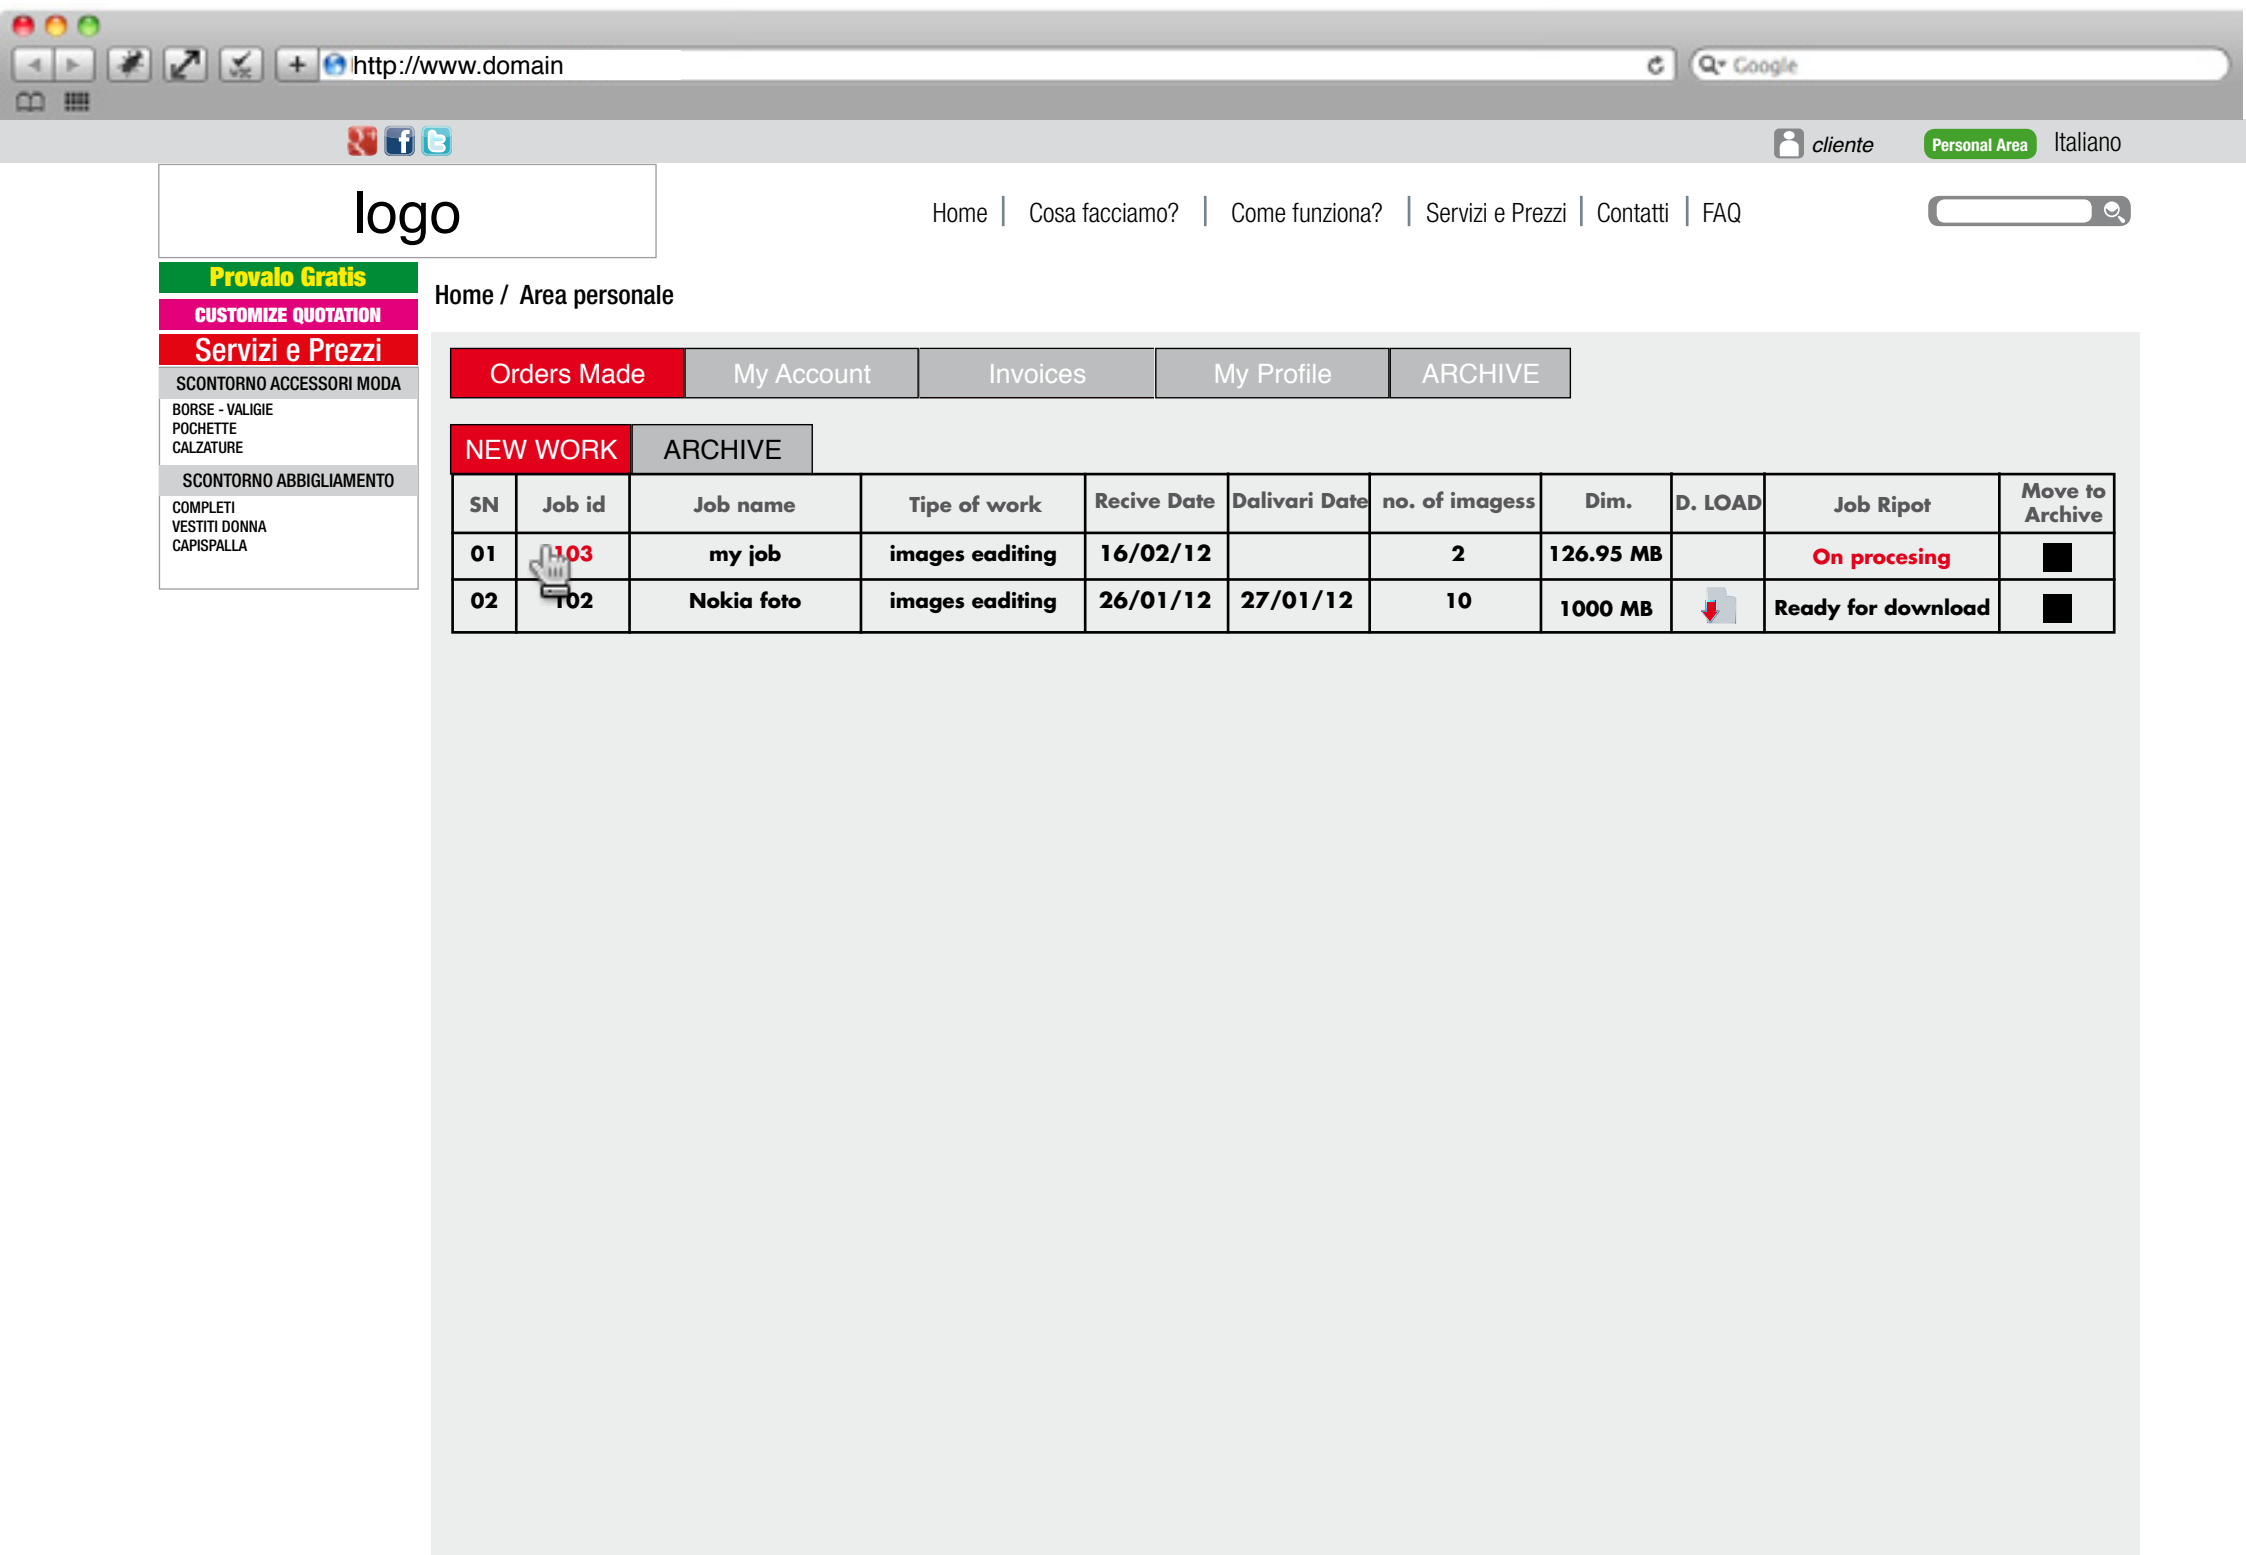 http://www.domain
Google
cliente
Personal Area
Italiano
logo
Home
Cosa facciamo?
Come funziona?
Servizi e Prezzi
Contatti
FAQ
Provalo Gratis
CUSTOMIZE QUOTATION
Servizi e Prezzi
SCONTORNO ACCESSORI MODA
BORSE - VALIGIE
POCHETTE
CALZATURE
SCONTORNO ABBIGLIAMENTO
COMPLETI
VESTITI DONNA
CAPISPALLA
Home / Area personale
Orders Made
My Account
Invoices
My Profile
ARCHIVE
NEW WORK
ARCHIVE
SN Job id Job name Tipe of work Recive Date Dalivari Date no. of imagess Dim. D. LOAD Job Ripot Move to Archive
01 103 my job images eaditing 16/02/12 2 126.95 MB On procesing
02 102 Nokia foto images eaditing 26/01/12 27/01/12 10 1000 MB Ready for download